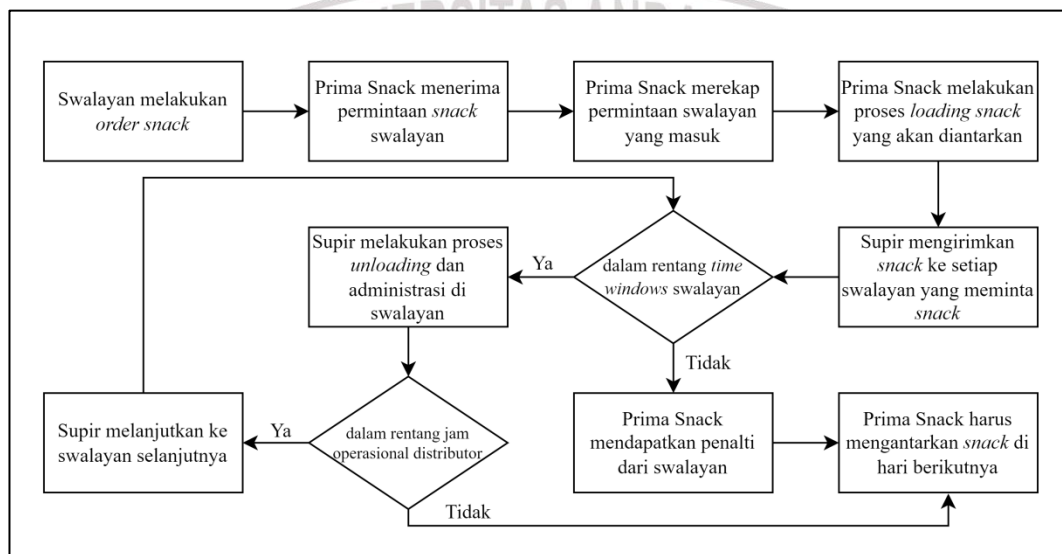 Swalayan melakukan
order snack
Prima Snack menerima
permintaan snack
swalayan
Prima Snack merekap
permintaan swalayan
yang masuk
Prima Snack melakukan
proses loading snack
yang akan diantarkan
Supir melakukan proses
unloading dan
administrasi di
swalayan
Ya
dalam rentang time
windows swalayan
Supir mengirimkan
snack ke setiap
swalayan yang meminta
snack
Tidak
Supir melanjutkan ke
swalayan selanjutnya
Ya
dalam rentang jam
operasional distributor
Prima Snack
mendapatkan penalti
dari swalayan
Prima Snack harus
mengantarkan snack di
hari berikutnya
Tidak